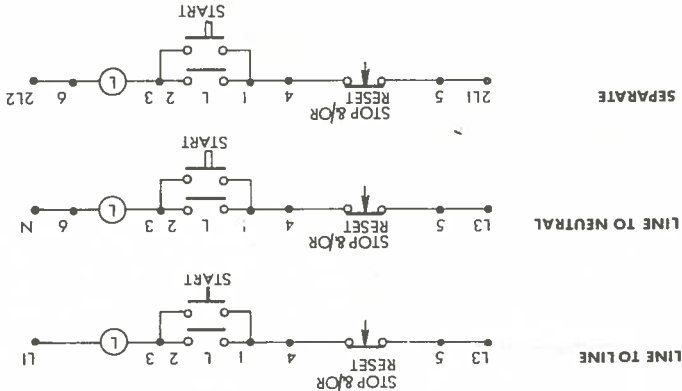 STOP &/OR
RESET
LINE TO LINE L3 5 4 1 L 2 3 L L1
START
STOP &/OR
RESET
LINE TO NEUTRAL L3 5 4 1 L 2 3 L 6 N
START
STOP &/OR
RESET
SEPARATE 2L1 5 4 1 L 2 3 L 6 2L2
START